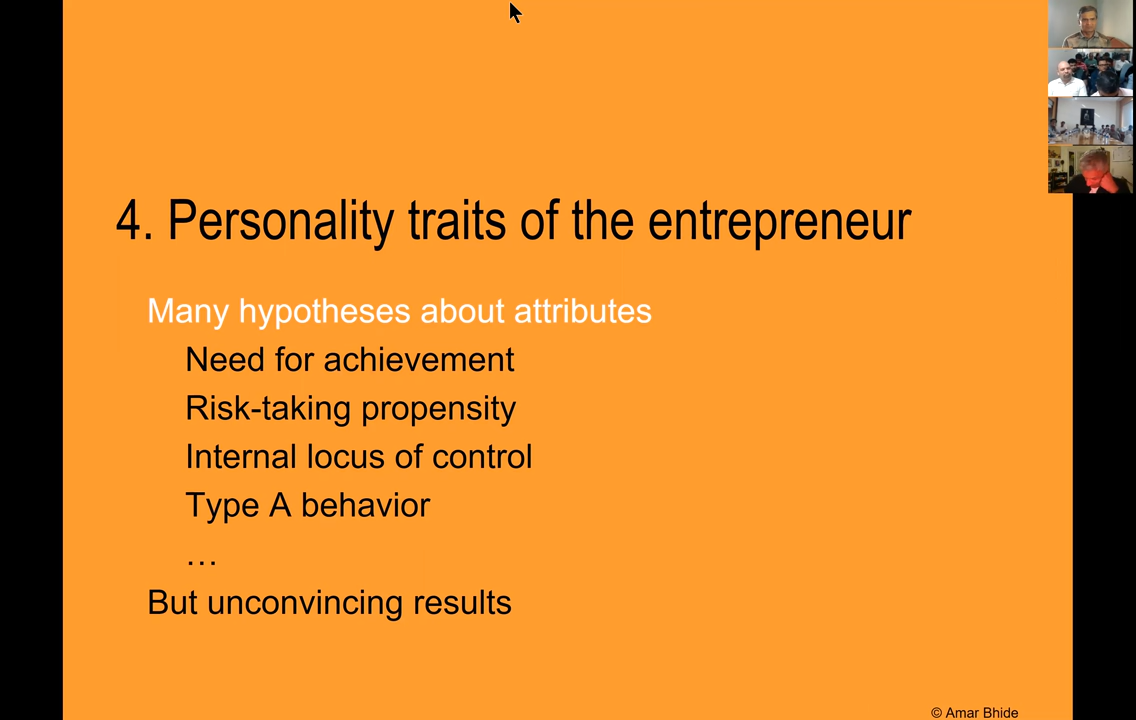 4. Personality traits of the entrepreneur
Many hypotheses about attributes
Need for achievement
Risk-taking propensity
Internal locus of control
Type A behavior
…
But unconvincing results
© Amar Bhide